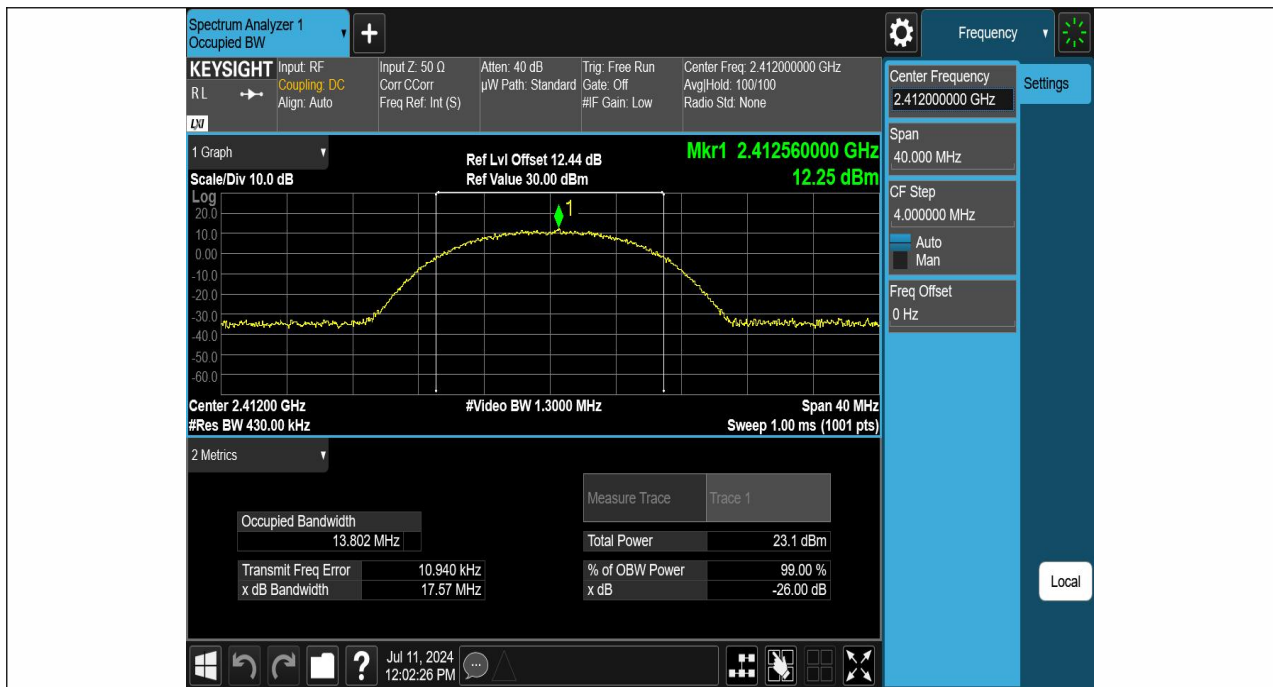 Spectrum Analyzer 1
Occupied BW
+
Frequency
KEYSIGHT
R L
LXI
Input: RF
Coupling: DC
Align: Auto
Input Z: 50 Ω
Corr CCorr
Freq Ref: Int (S)
Atten: 40 dB
µW Path: Standard
Trig: Free Run
Gate: Off
#IF Gain: Low
Center Freq: 2.412000000 GHz
Avg|Hold: 100/100
Radio Std: None
Center Frequency
2.412000000 GHz
Settings
Span
40.000 MHz
CF Step
4.000000 MHz
Auto
Man
Freq Offset
0 Hz
Local
1 Graph
Scale/Div 10.0 dB
Ref Lvl Offset 12.44 dB
Ref Value 30.00 dBm
Mkr1 2.412560000 GHz
12.25 dBm
Log
20.0
10.0
0.00
-10.0
-20.0
-30.0
-40.0
-50.0
-60.0
1
Center 2.41200 GHz
#Res BW 430.00 kHz
#Video BW 1.3000 MHz
Span 40 MHz
Sweep 1.00 ms (1001 pts)
2 Metrics
Measure Trace Trace 1
Occupied Bandwidth
13.802 MHz
Total Power 23.1 dBm
Transmit Freq Error 10.940 kHz
% of OBW Power 99.00 %
x dB Bandwidth 17.57 MHz
x dB -26.00 dB
?
Jul 11, 2024
12:02:26 PM